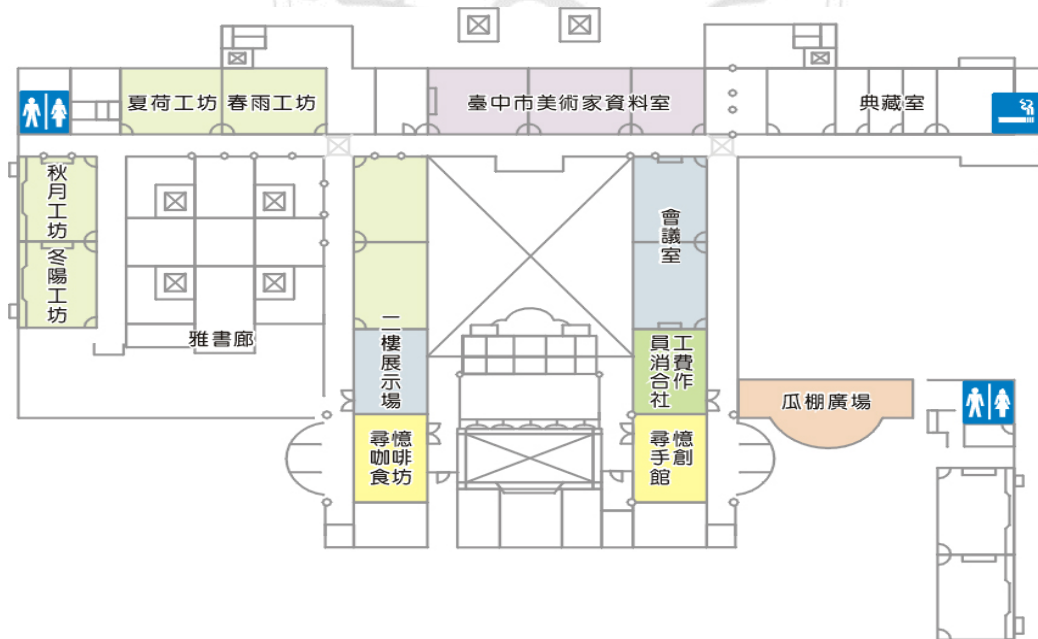 夏荷工坊
春雨工坊
臺中市美術家資料室
典藏室
秋月工坊
冬陽工坊
雅書廊
二樓展示場
會議室
員工
消費
合作
社
瓜棚廣場
尋憶
咖啡
食坊
尋憶
手創
館